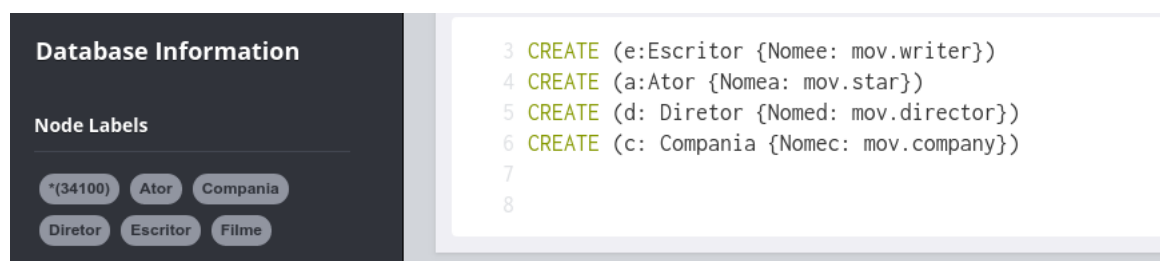 Database Information
Node Labels
*(34100) Ator Compania
Diretor Escritor Filme
3 CREATE (e:Escritor {Nomee: mov.writer})
4 CREATE (a:Ator {Nomea: mov.star})
5 CREATE (d: Diretor {Nomed: mov.director})
6 CREATE (c: Compania {Nomec: mov.company})
7
8